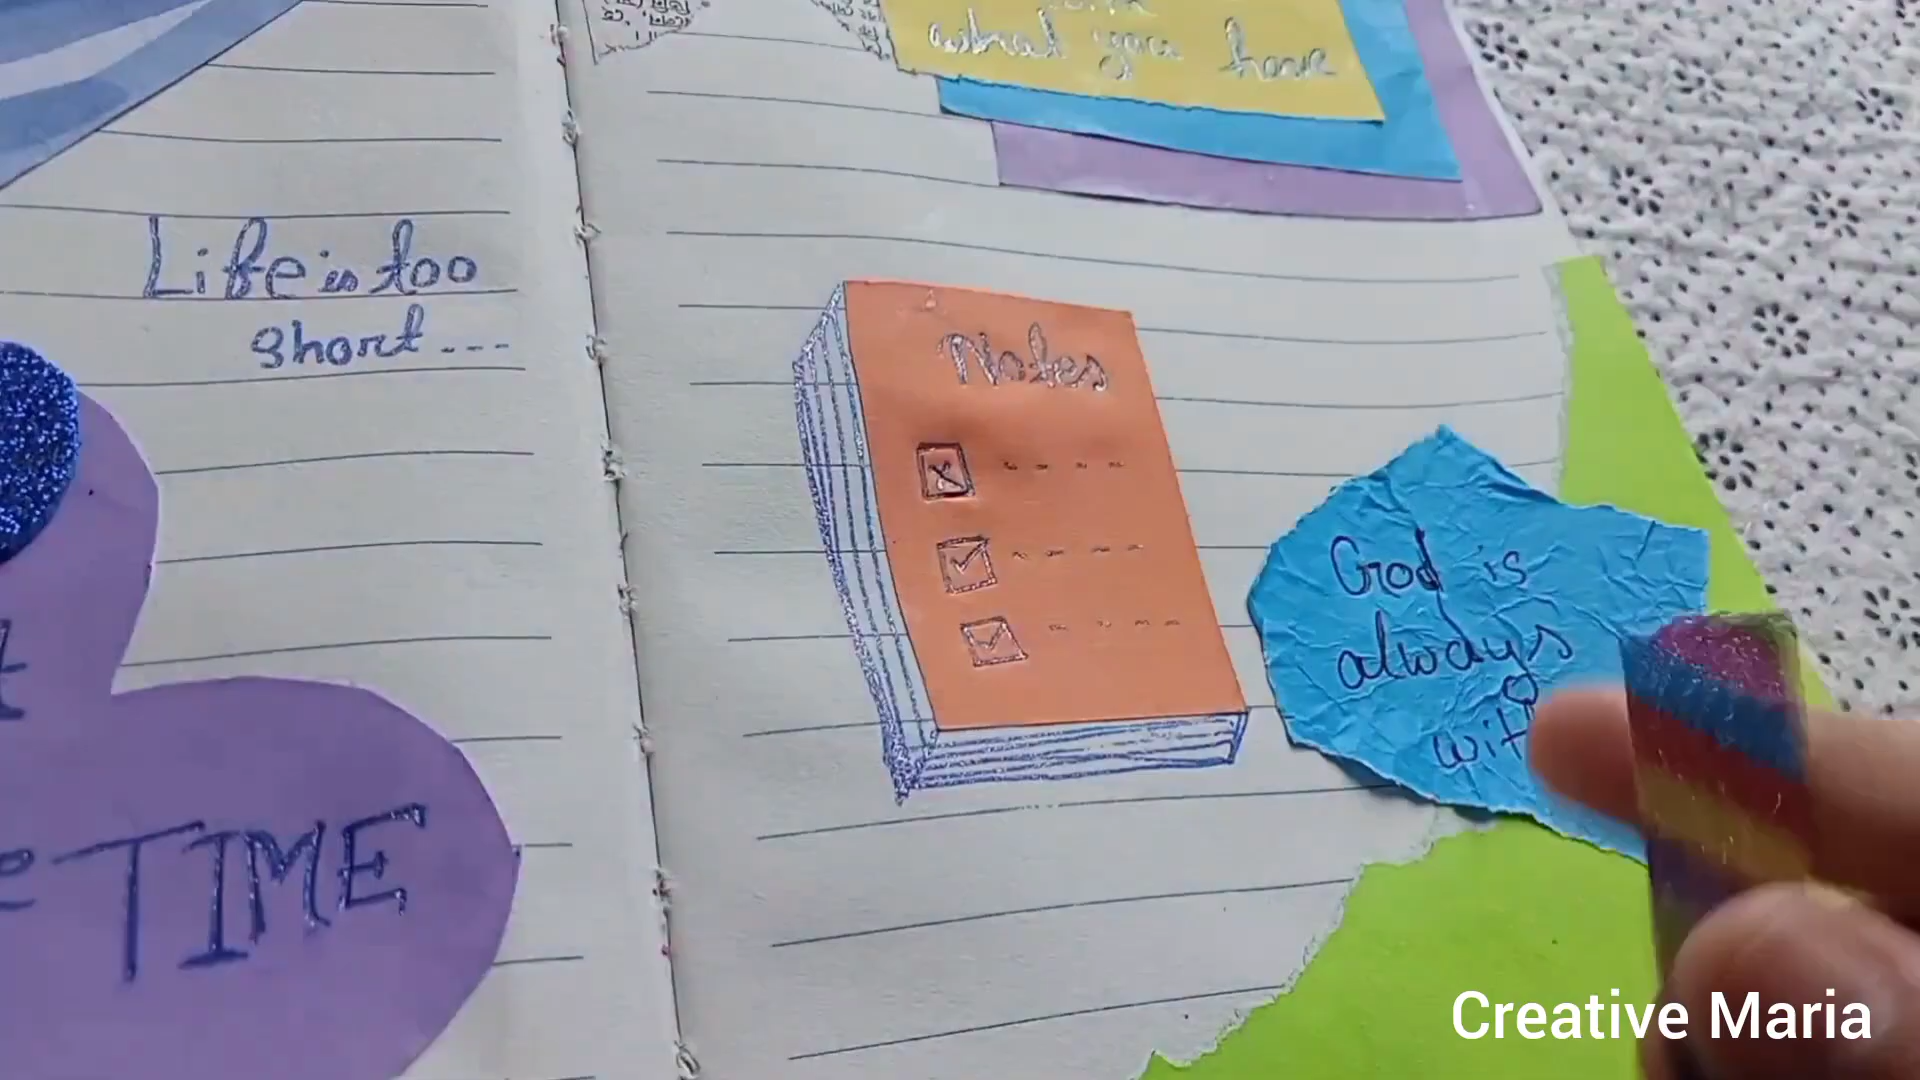 what you have
Life is too
short...
TIME
Notes
God is
always
Creative Maria